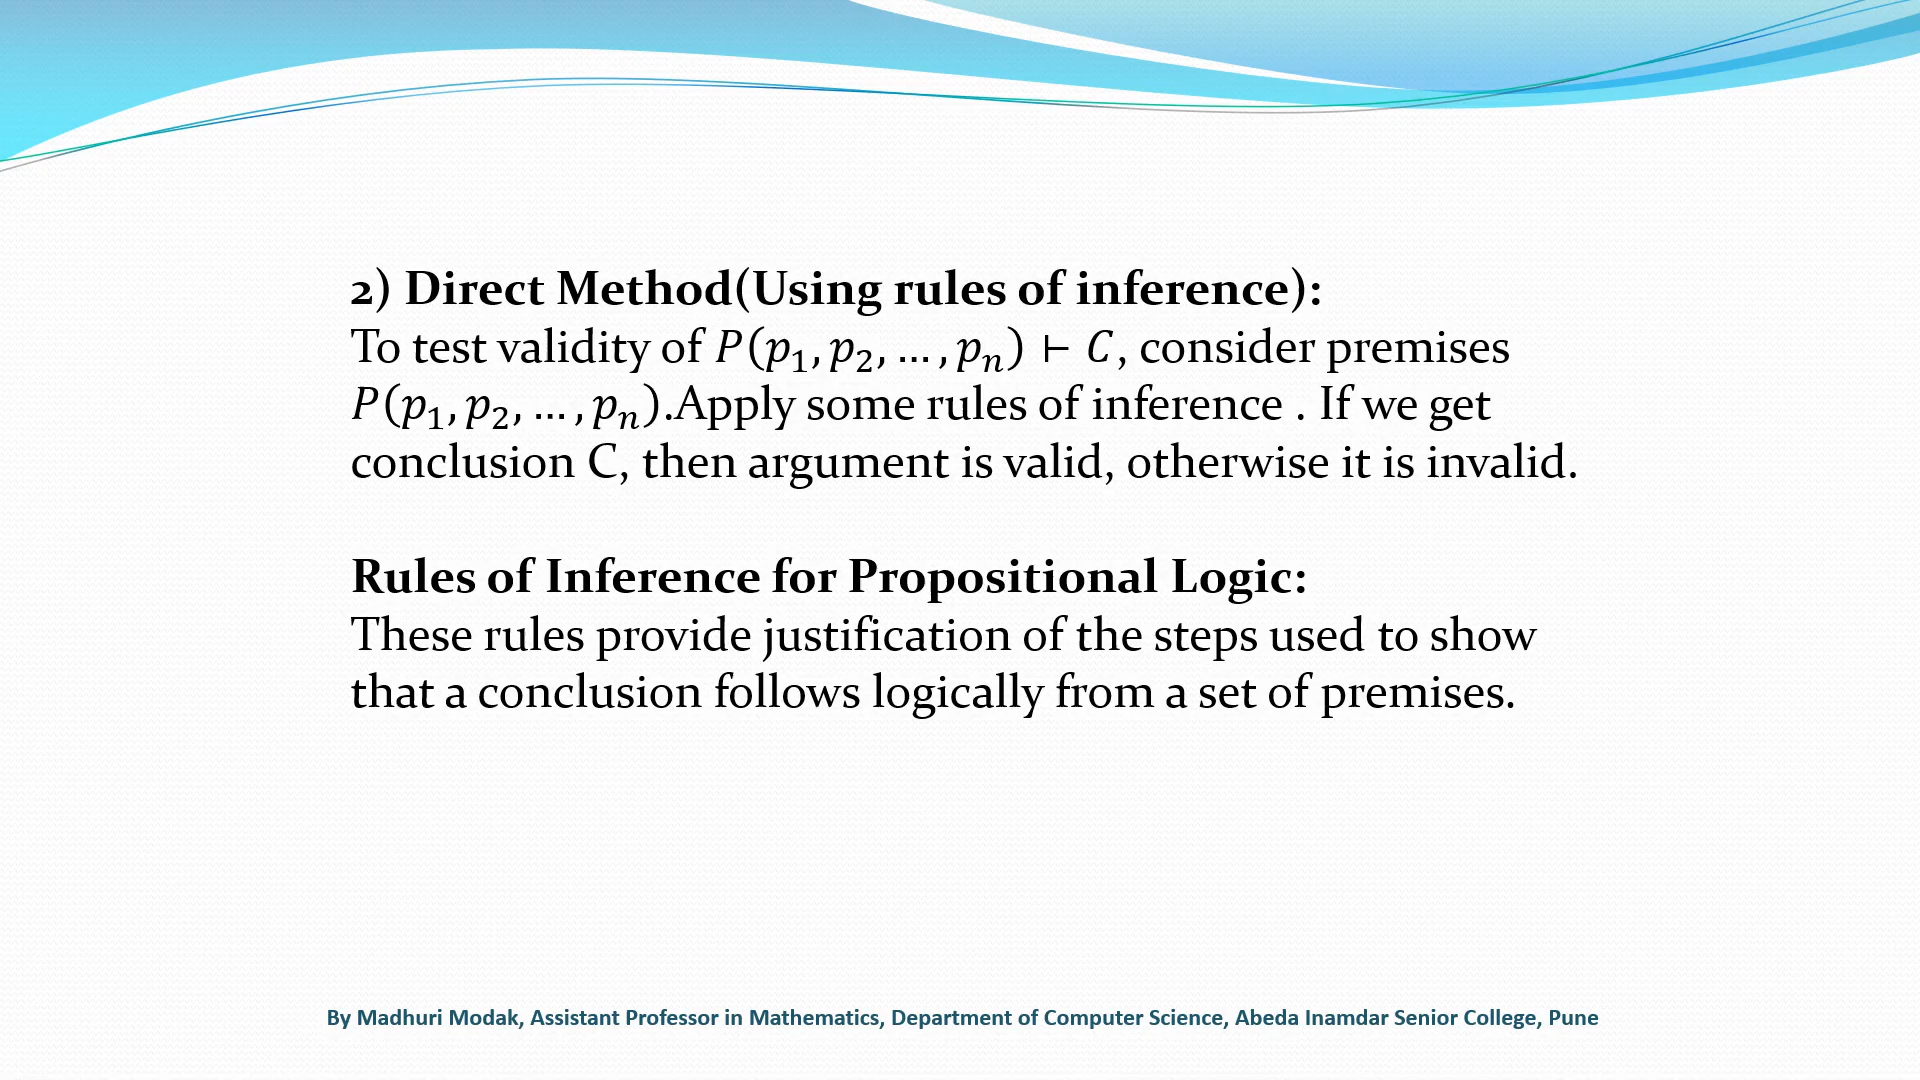 2) Direct Method(Using rules of inference):
To test validity of 𝑃(𝑝₁, 𝑝₂, … , 𝑝ₙ) ⊢ 𝐶, consider premises
𝑃(𝑝₁, 𝑝₂, … , 𝑝ₙ).Apply some rules of inference . If we get
conclusion C, then argument is valid, otherwise it is invalid.
Rules of Inference for Propositional Logic:
These rules provide justification of the steps used to show
that a conclusion follows logically from a set of premises.
By Madhuri Modak, Assistant Professor in Mathematics, Department of Computer Science, Abeda Inamdar Senior College, Pune